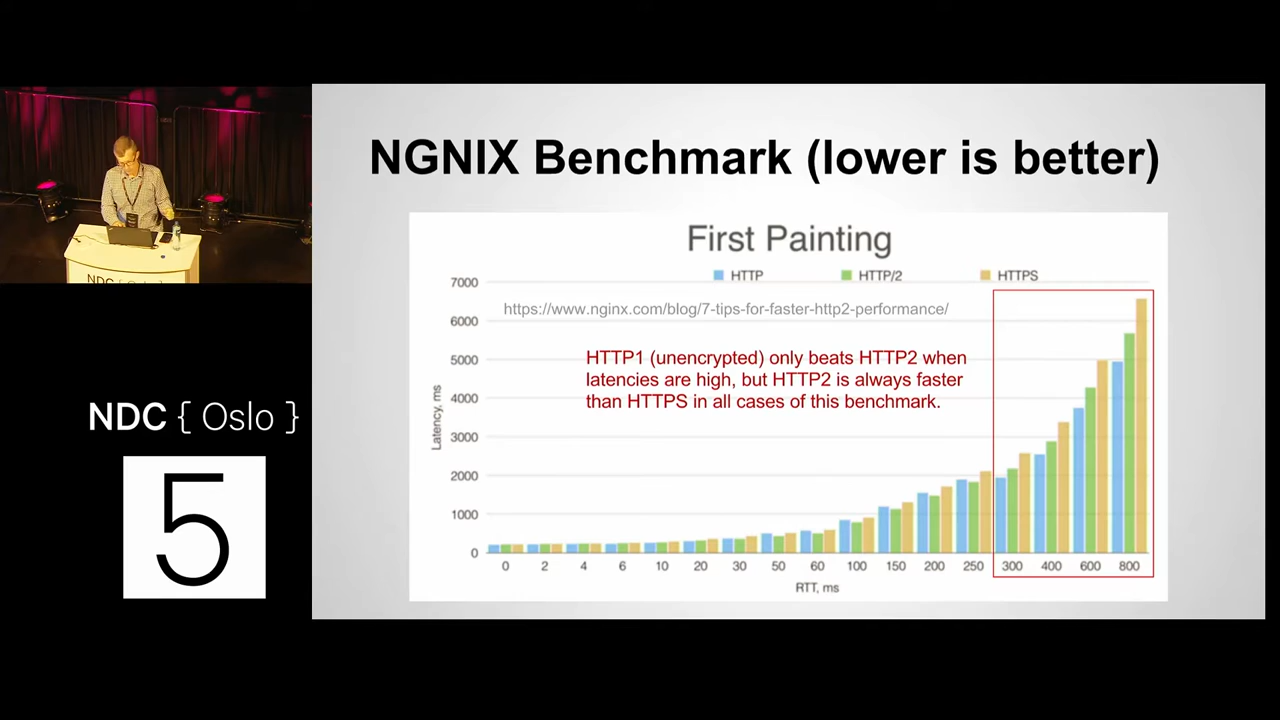 NGNIX Benchmark (lower is better)
First Painting
HTTP HTTP/2 HTTPS
https://www.nginx.com/blog/7-tips-for-faster-http2-performance/
HTTP1 (unencrypted) only beats HTTP2 when
latencies are high, but HTTP2 is always faster
than HTTPS in all cases of this benchmark.
Latency, ms
7000
6000
5000
4000
3000
2000
1000
0
0 2 4 6 10 20 30 50 60 100 150 200 250 300 400 600 800
RTT, ms
NDC { Oslo }
NDC { Oslo }
5